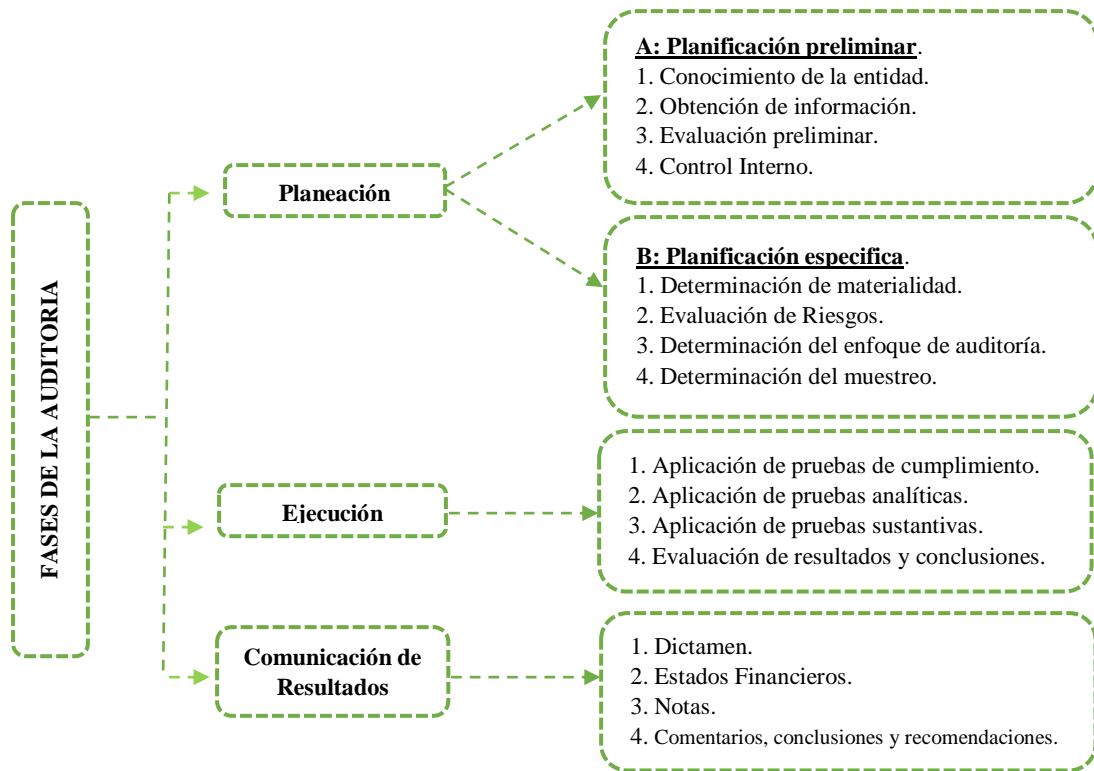 FASES DE LA AUDITORIA
Planeación
A: Planificación preliminar.
1. Conocimiento de la entidad.
2. Obtención de información.
3. Evaluación preliminar.
4. Control Interno.
B: Planificación especifica.
1. Determinación de materialidad.
2. Evaluación de Riesgos.
3. Determinación del enfoque de auditoría.
4. Determinación del muestreo.
Ejecución
1. Aplicación de pruebas de cumplimiento.
2. Aplicación de pruebas analíticas.
3. Aplicación de pruebas sustantivas.
4. Evaluación de resultados y conclusiones.
Comunicación de
Resultados
1. Dictamen.
2. Estados Financieros.
3. Notas.
4. Comentarios, conclusiones y recomendaciones.